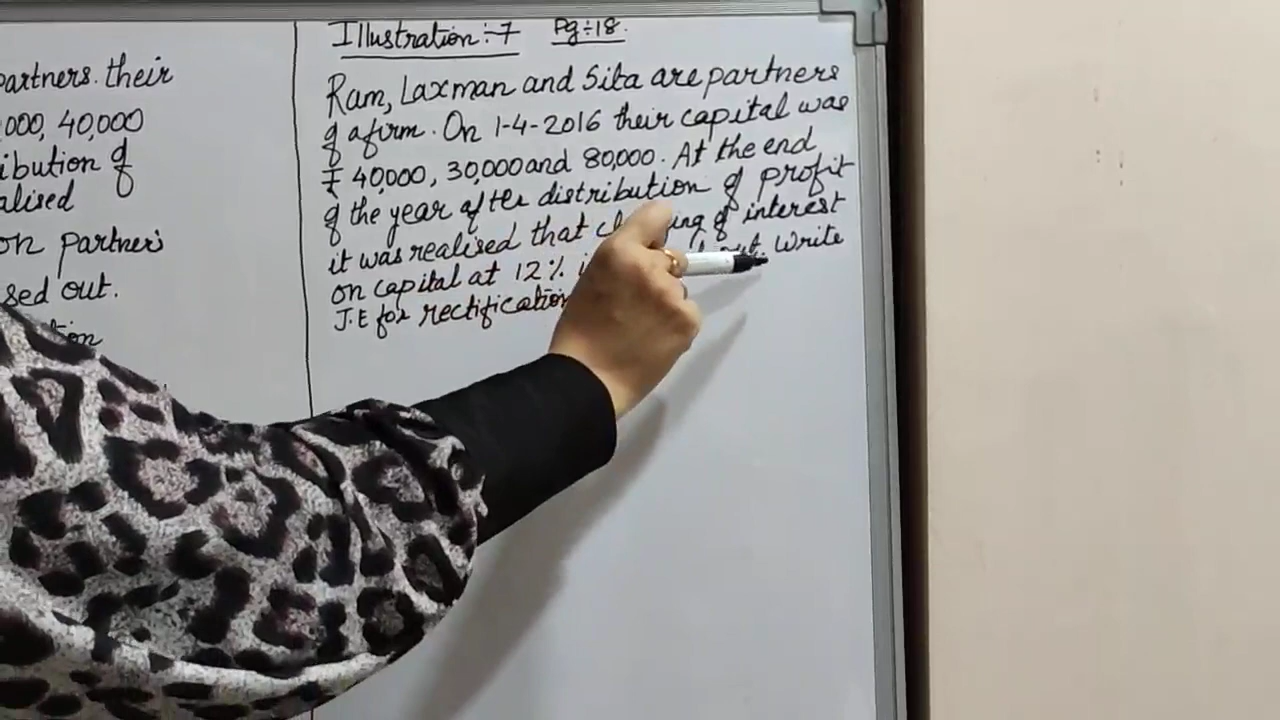 partners. their
000, 40,000
ibution of
alised
on partner's
sed out.
Illustration:-7 Pg÷18.
Ram, Laxman and Sita are partners
of a firm. On 1-4-2016 their capital was
₹ 40,000, 30,000 and 80,000. At the end
of the year after distribution of profit
it was realised that of interest
on capital at 12% out. Write
J.E for rectification